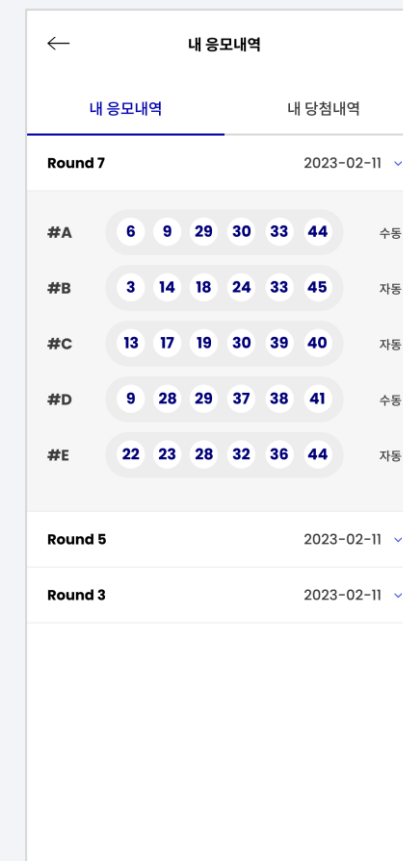 내 응모내역
내 응모내역 내 당첨내역
Round 7 2023-02-11
#A 6 9 29 30 33 44 수동
#B 3 14 18 24 33 45 자동
#C 13 17 19 30 39 40 자동
#D 9 28 29 37 38 41 수동
#E 22 23 28 32 36 44 자동
Round 5 2023-02-11
Round 3 2023-02-11